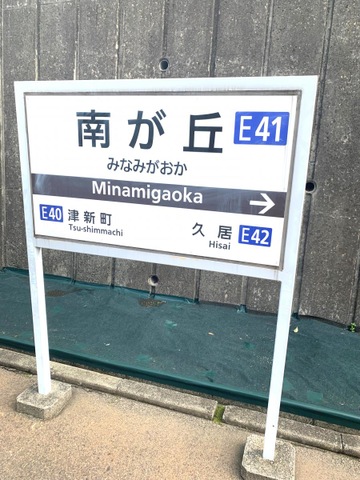 南が丘 E41
みなみがおか
Minamigaoka →
E40 津新町
Tsu-shimmachi
久居 E42
Hisai